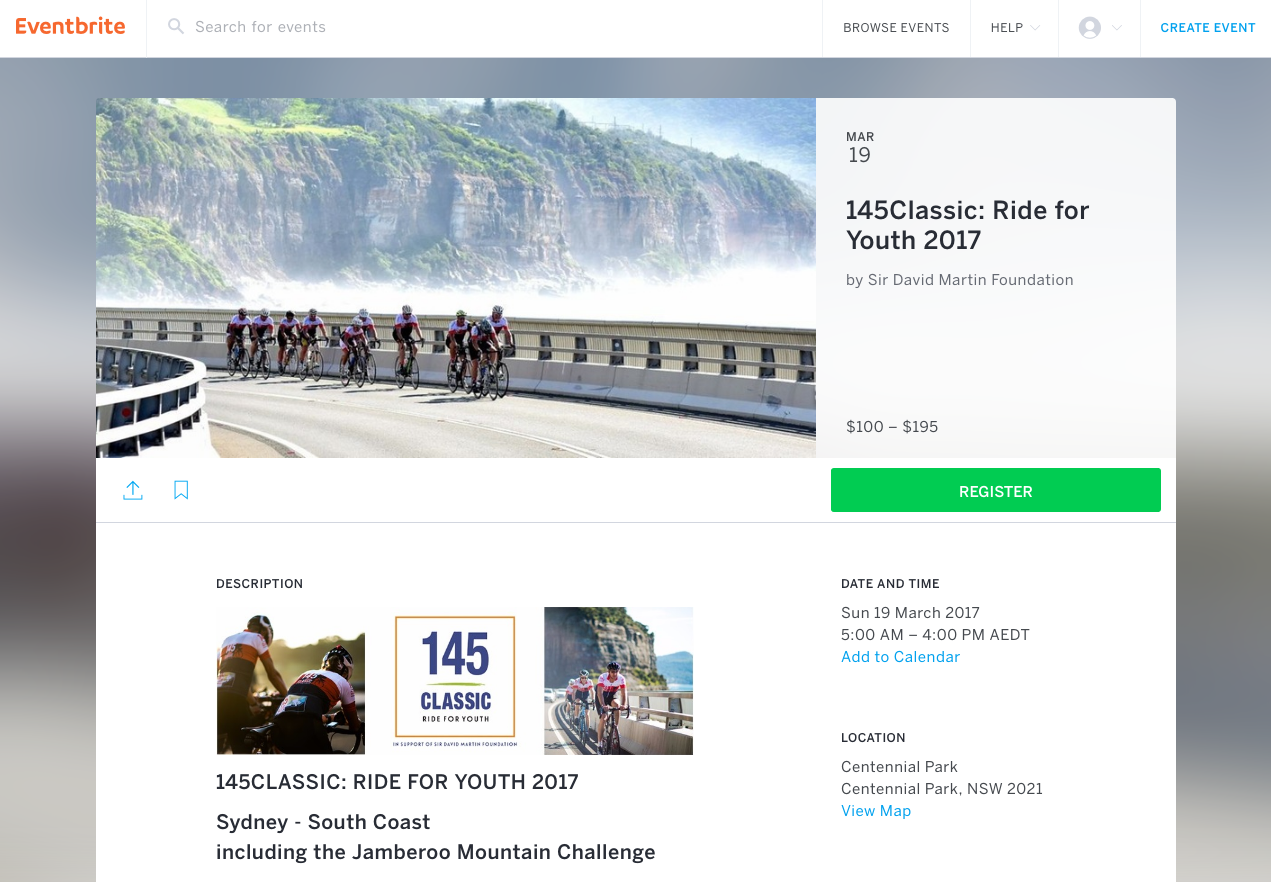 Eventbrite
Search for events
BROWSE EVENTS
HELP
CREATE EVENT
MAR
19
145Classic: Ride for
Youth 2017
by Sir David Martin Foundation
$100 – $195
REGISTER
DESCRIPTION
145
CLASSIC
RIDE FOR YOUTH
IN SUPPORT OF SIR DAVID MARTIN FOUNDATION
145CLASSIC: RIDE FOR YOUTH 2017
Sydney - South Coast
including the Jamberoo Mountain Challenge
DATE AND TIME
Sun 19 March 2017
5:00 AM – 4:00 PM AEDT
Add to Calendar
LOCATION
Centennial Park
Centennial Park, NSW 2021
View Map